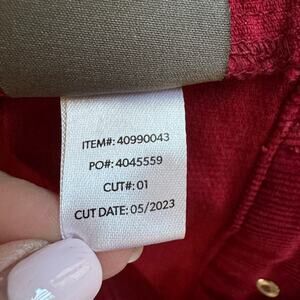 ITEM#: 40990043
PO#: 4045559
CUT#: 01
CUT DATE: 05/2023